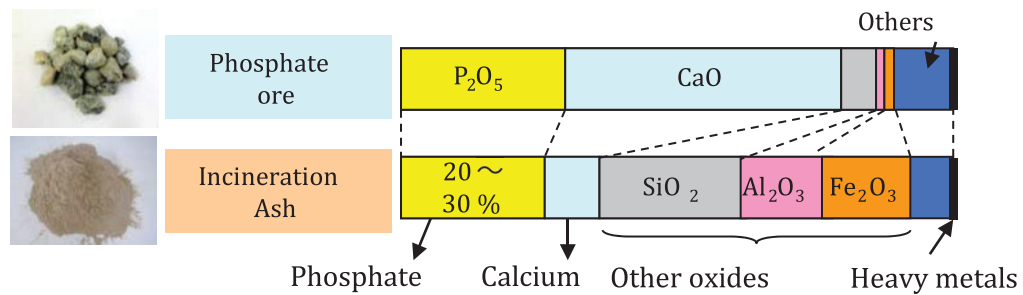 Others
Phosphate
ore
P₂O₅
CaO
Incineration
Ash
20～
30 %
SiO ₂
Al₂O₃
Fe₂O₃
Phosphate
Calcium
Other oxides
Heavy metals